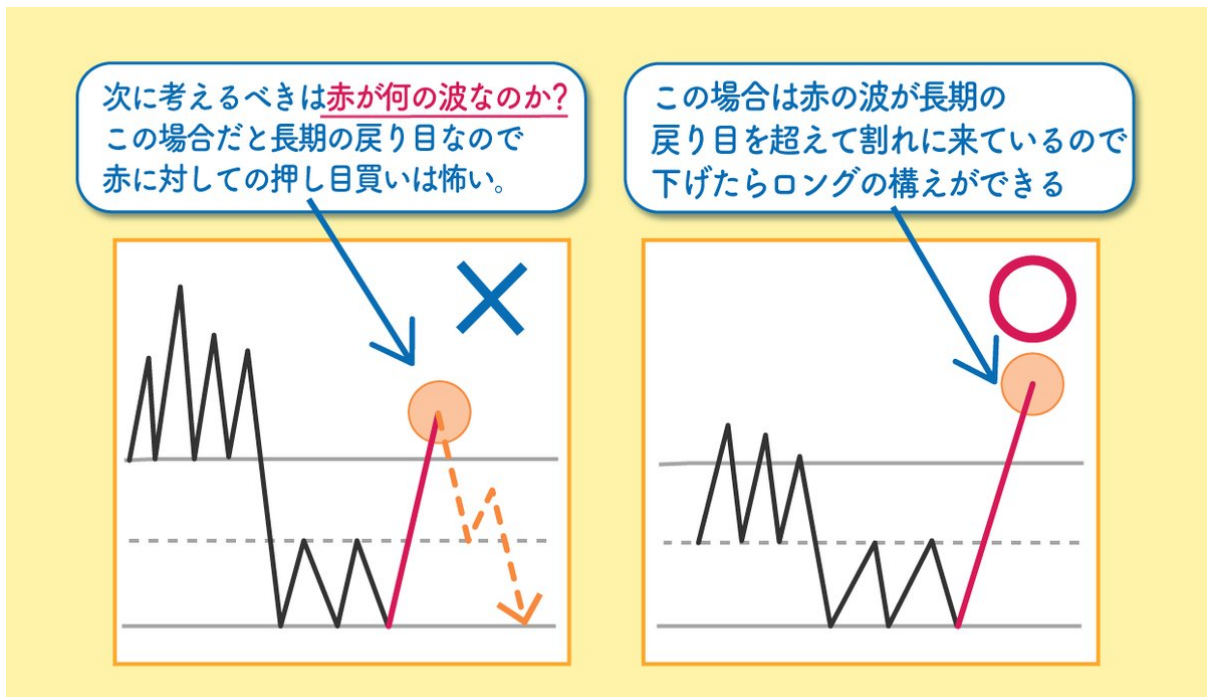 次に考えるべきは赤が何の波なのか?
この場合だと長期の戻り目なので
赤に対しての押し目買いは怖い。
この場合は赤の波が長期の
戻り目を超えて割れに来ているので
下げたらロングの構えができる